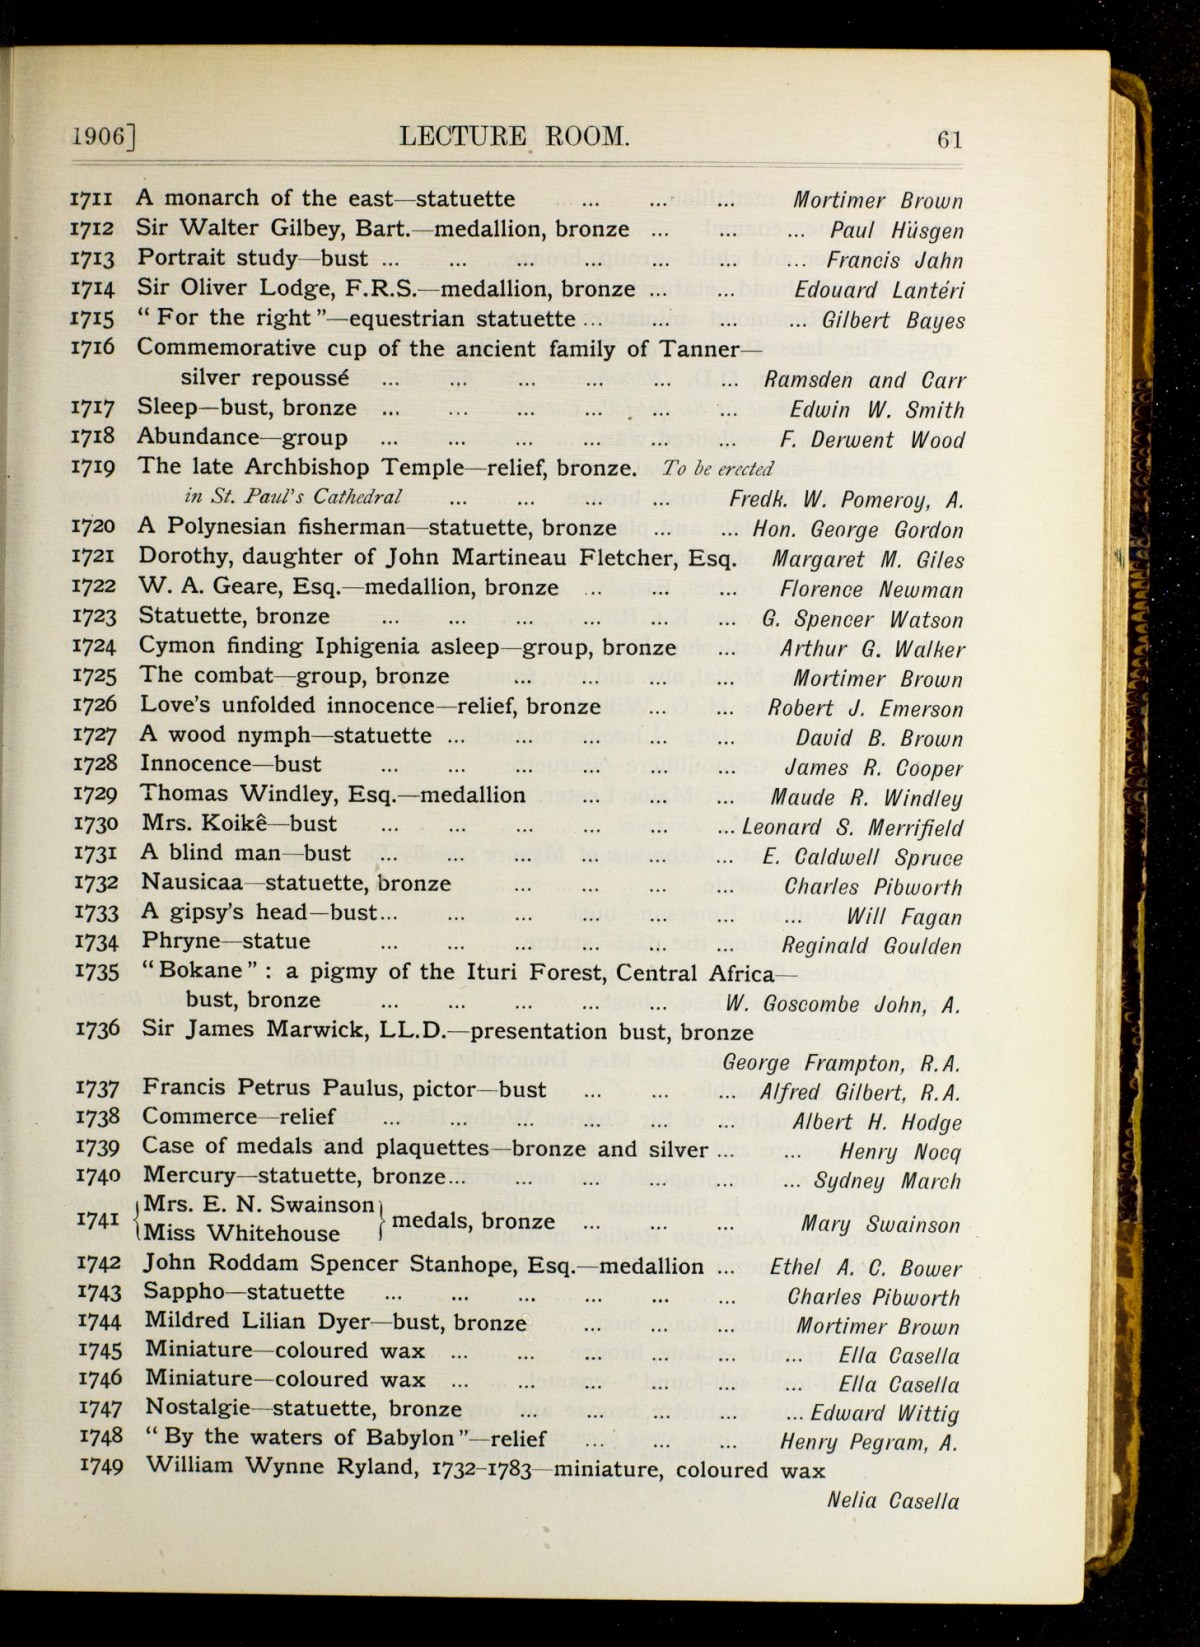 1906] LECTURE ROOM. 61
1711 A monarch of the east—statuette ... ... ... Mortimer Brown
1712 Sir Walter Gilbey, Bart.—medallion, bronze ... ... ... Paul Hüsgen
1713 Portrait study—bust ... ... ... ... ... ... ... Francis Jahn
1714 Sir Oliver Lodge, F.R.S.—medallion, bronze ... ... Edouard Lantéri
1715 “ For the right ”—equestrian statuette ... ... ... ... Gilbert Bayes
1716 Commemorative cup of the ancient family of Tanner—
silver repoussé ... ... ... ... ... ... Ramsden and Carr
1717 Sleep—bust, bronze ... ... ... ... ... ... Edwin W. Smith
1718 Abundance—group ... ... ... ... ... ... F. Derwent Wood
1719 The late Archbishop Temple—relief, bronze. To be erected
in St. Paul's Cathedral ... ... ... ... Fredk. W. Pomeroy, A.
1720 A Polynesian fisherman—statuette, bronze ... ... Hon. George Gordon
1721 Dorothy, daughter of John Martineau Fletcher, Esq. Margaret M. Giles
1722 W. A. Geare, Esq.—medallion, bronze ... ... ... Florence Newman
1723 Statuette, bronze ... ... ... ... ... ... G. Spencer Watson
1724 Cymon finding Iphigenia asleep—group, bronze ... Arthur G. Walker
1725 The combat—group, bronze ... ... ... ... Mortimer Brown
1726 Love's unfolded innocence—relief, bronze ... ... Robert J. Emerson
1727 A wood nymph—statuette ... ... ... ... ... David B. Brown
1728 Innocence—bust ... ... ... ... ... ... James R. Cooper
1729 Thomas Windley, Esq.—medallion ... ... ... Maude R. Windley
1730 Mrs. Koikê—bust ... ... ... ... ... ... Leonard S. Merrifield
1731 A blind man—bust ... ... ... ... ... ... E. Caldwell Spruce
1732 Nausicaa—statuette, bronze ... ... ... ... Charles Pibworth
1733 A gipsy's head—bust... ... ... ... ... ... ... Will Fagan
1734 Phryne—statue ... ... ... ... ... ... Reginald Goulden
1735 “Bokane” : a pigmy of the Ituri Forest, Central Africa—
bust, bronze ... ... ... ... ... W. Goscombe John, A.
1736 Sir James Marwick, LL.D.—presentation bust, bronze
George Frampton, R.A.
1737 Francis Petrus Paulus, pictor—bust ... ... ... Alfred Gilbert, R.A.
1738 Commerce—relief ... ... ... ... ... ... Albert H. Hodge
1739 Case of medals and plaquettes—bronze and silver ... ... Henry Nocq
1740 Mercury—statuette, bronze... ... ... ... ... ... Sydney March
1741 {Mrs. E. N. Swainson
Miss Whitehouse} medals, bronze ... ... ... Mary Swainson
1742 John Roddam Spencer Stanhope, Esq.—medallion ... Ethel A. C. Bower
1743 Sappho—statuette ... ... ... ... ... ... Charles Pibworth
1744 Mildred Lilian Dyer—bust, bronze ... ... ... Mortimer Brown
1745 Miniature—coloured wax ... ... ... ... ... ... Ella Casella
1746 Miniature—coloured wax ... ... ... ... ... ... Ella Casella
1747 Nostalgie—statuette, bronze ... ... ... ... ... Edward Wittig
1748 “ By the waters of Babylon ”—relief ... ... ... Henry Pegram, A.
1749 William Wynne Ryland, 1732-1783—miniature, coloured wax
Nelia Casella